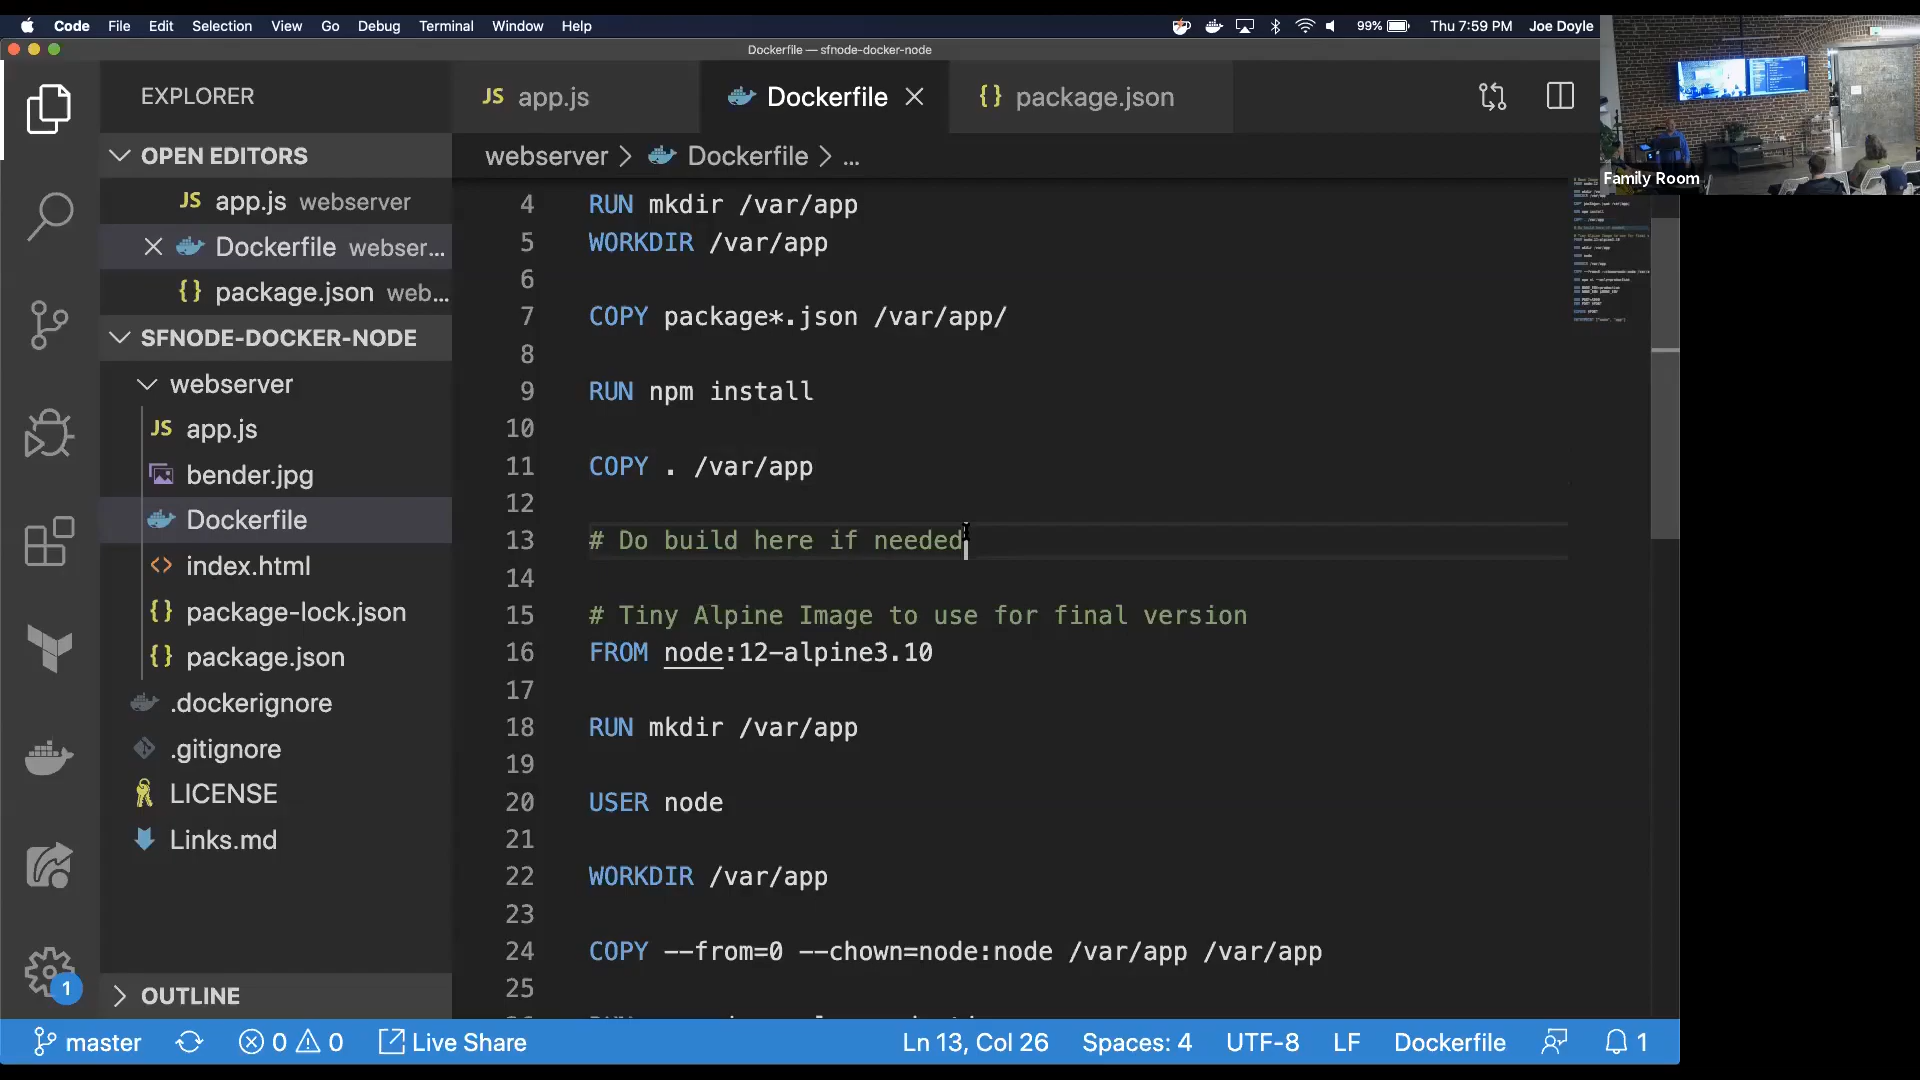 Code File Edit Selection View Go Debug Terminal Window Help 99% Thu 7:59 PM Joe Doyle
Dockerfile — sfnode-docker-node
EXPLORER
JS app.js
Dockerfile
{} package.json
OPEN EDITORS
webserver > Dockerfile > ...
Family Room
JS app.js webserver
Dockerfile webser...
{} package.json web...
SFNODE-DOCKER-NODE
webserver
JS app.js
bender.jpg
Dockerfile
<> index.html
{} package-lock.json
{} package.json
.dockerignore
.gitignore
LICENSE
Links.md
OUTLINE
4 RUN mkdir /var/app
5 WORKDIR /var/app
6
7 COPY package*.json /var/app/
8
9 RUN npm install
10
11 COPY . /var/app
12
13 # Do build here if needed
14
15 # Tiny Alpine Image to use for final version
16 FROM node:12-alpine3.10
17
18 RUN mkdir /var/app
19
20 USER node
21
22 WORKDIR /var/app
23
24 COPY --from=0 --chown=node:node /var/app /var/app
25
1
master 0 0 Live Share Ln 13, Col 26 Spaces: 4 UTF-8 LF Dockerfile 1